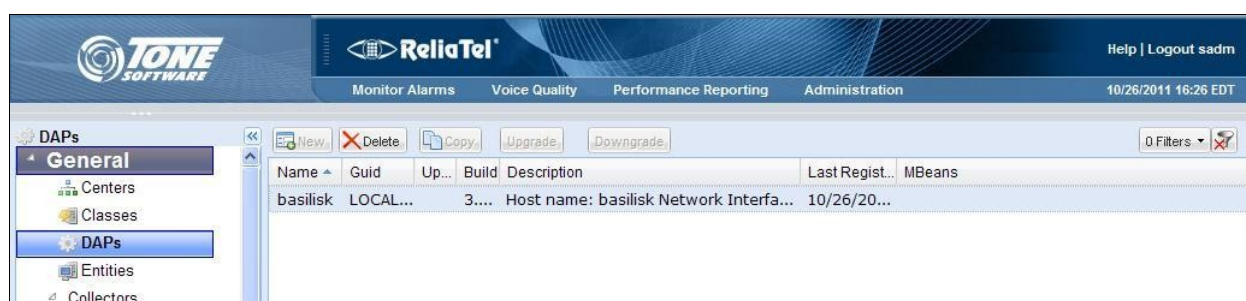 TONE
SOFTWARE
ReliaTel
Help | Logout sadm
Monitor Alarms Voice Quality Performance Reporting Administration 10/26/2011 16:26 EDT
DAPs
New Delete Copy Upgrade Downgrade 0 Filters
General
Name Guid Up... Build Description Last Regist... MBeans
Centers
basilisk LOCAL... 3.... Host name: basilisk Network Interfa... 10/26/20...
Classes
DAPs
Entities
Collectors